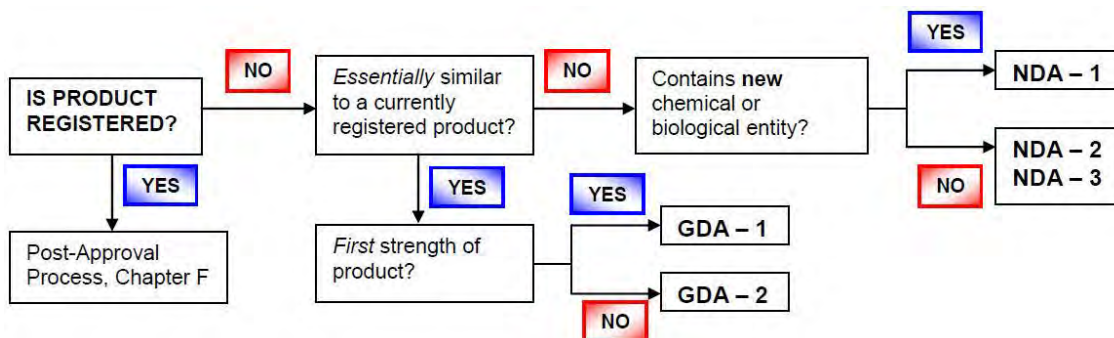 IS PRODUCT
REGISTERED?
NO
Essentially similar
to a currently
registered product?
NO
Contains new
chemical or
biological entity?
YES
NDA – 1
NO
NDA – 2
NDA – 3
YES
Post-Approval
Process, Chapter F
YES
First strength of
product?
YES
GDA – 1
NO
GDA – 2